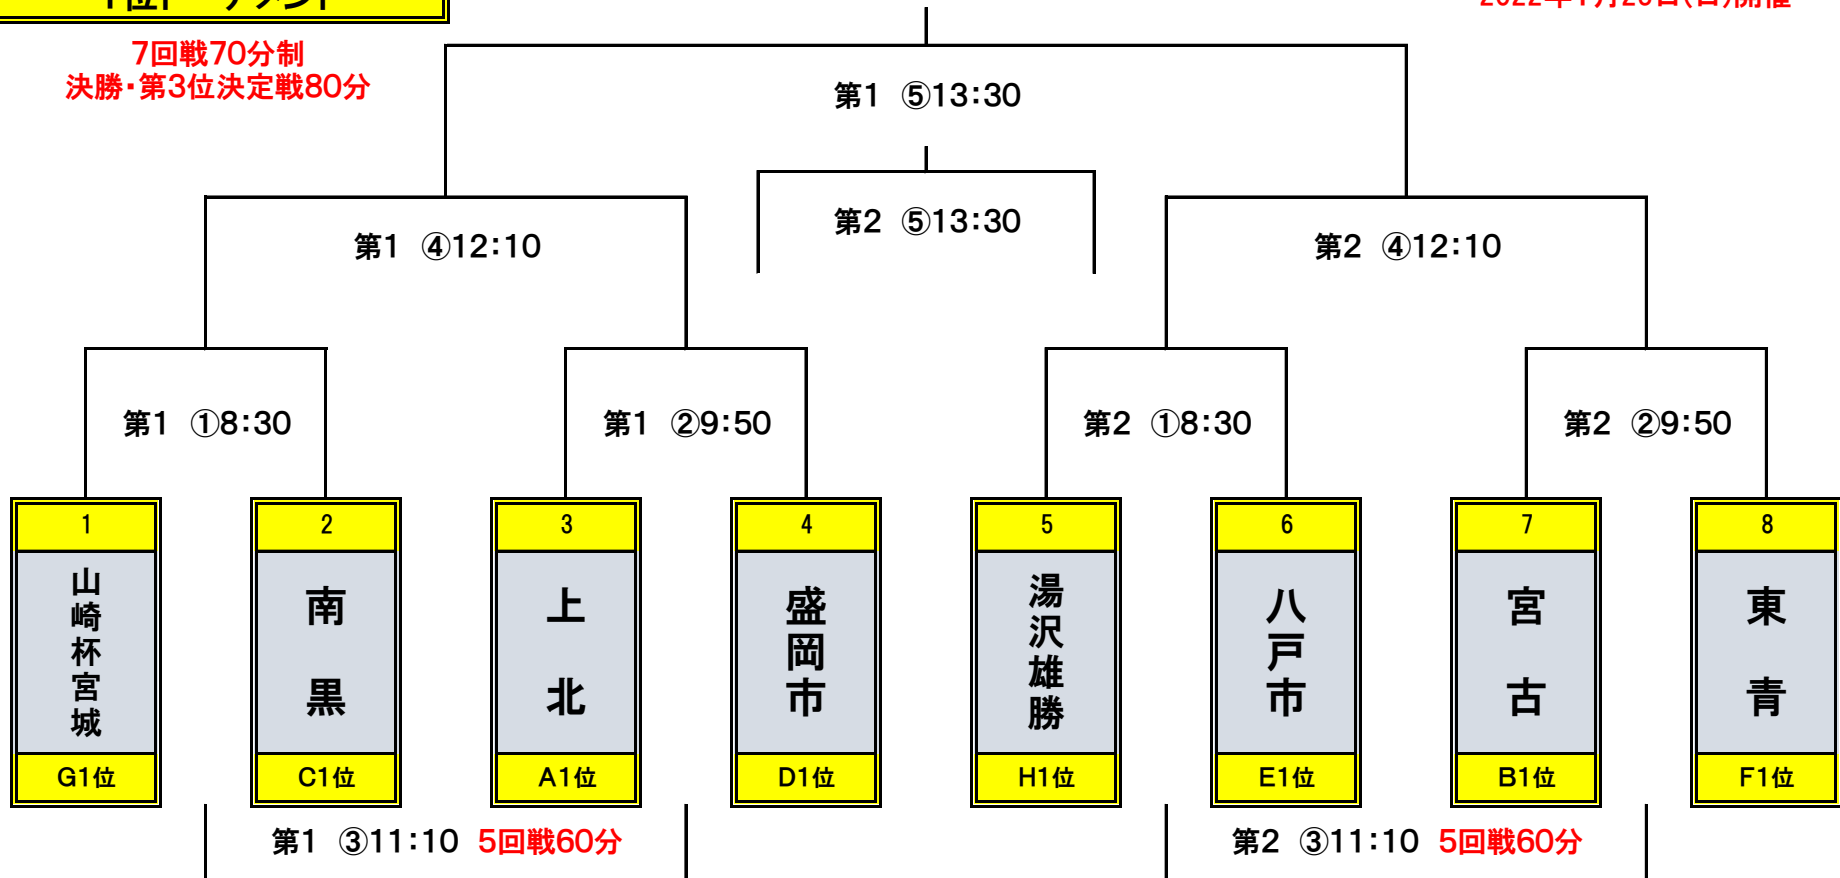 7回戦70分制
決勝・第3位決定戦80分
第1 ⑤13:30
第2 ⑤13:30
第1 ④12:10
第2 ④12:10
第1 ①8:30
第1 ②9:50
第2 ①8:30
第2 ②9:50
1
2
3
4
5
6
7
8
山崎杯宮城
南黒
上北
盛岡市
湯沢雄勝
八戸市
宮古
東青
G1位
C1位
A1位
D1位
H1位
E1位
B1位
F1位
第1 ③11:10 5回戦60分
第2 ③11:10 5回戦60分